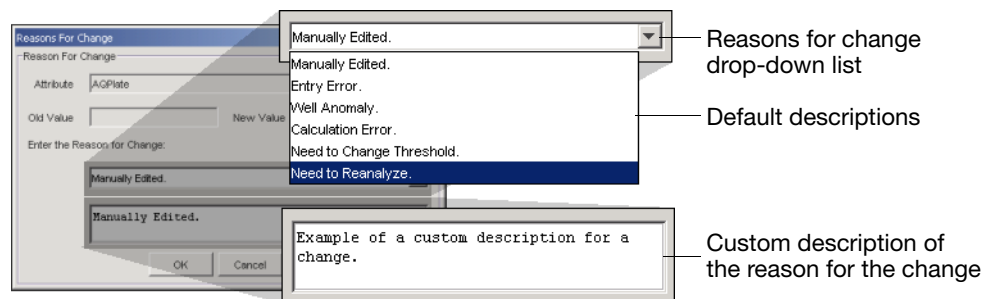 Reasons For Change
Reason For Change
Attribute
AQPlate
Old Value
New Value
Enter the Reason for Change:
Manually Edited.
Manually Edited.
OK
Cancel
Manually Edited.
Manually Edited.
Entry Error.
Well Anomaly.
Calculation Error.
Need to Change Threshold.
Need to Reanalyze.
Example of a custom description for a
change.
Reasons for change
drop-down list
Default descriptions
Custom description of
the reason for the change